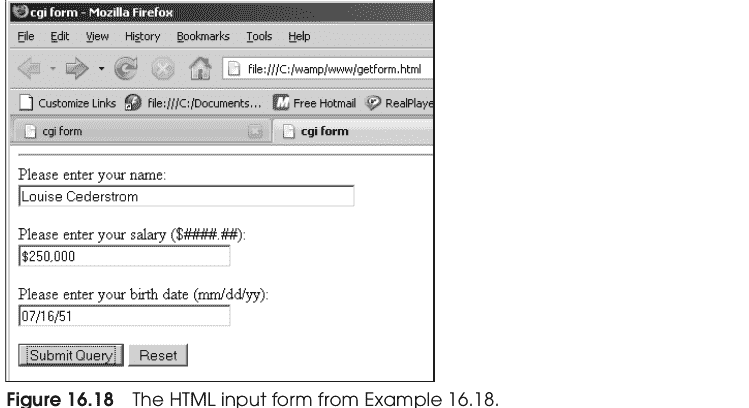 cgi form - Mozilla Firefox
File Edit View History Bookmarks Tools Help
file:///C:/wamp/www/getform.html
Customize Links file:///C:/Documents... Free Hotmail RealPlaye
cgi form cgi form
Please enter your name:
Louise Cederstrom
Please enter your salary ($####.##):
$250,000
Please enter your birth date (mm/dd/yy):
07/16/51
Submit Query Reset
Figure 16.18 The HTML input form from Example 16.18.